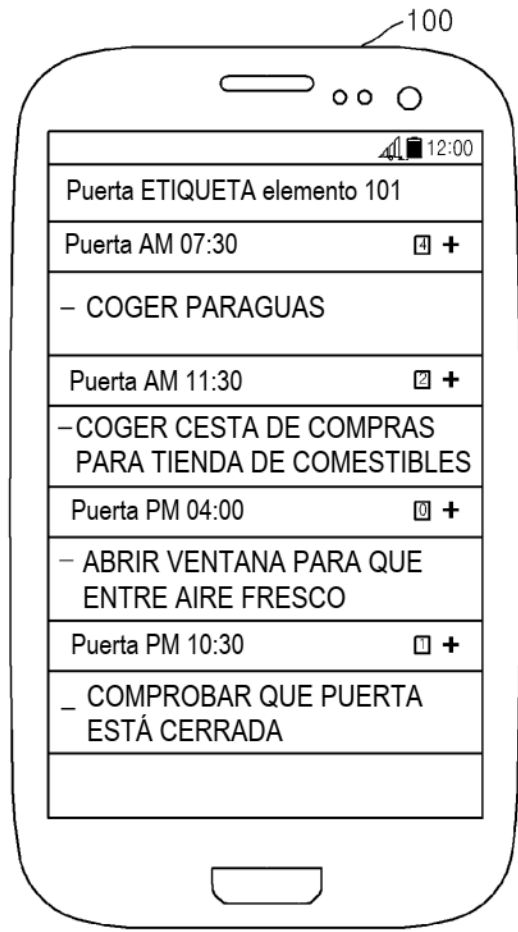 100
12:00
Puerta ETIQUETA elemento 101
Puerta AM 07:30 4 +
– COGER PARAGUAS
Puerta AM 11:30 2 +
– COGER CESTA DE COMPRAS
PARA TIENDA DE COMESTIBLES
Puerta PM 04:00 0 +
– ABRIR VENTANA PARA QUE
ENTRE AIRE FRESCO
Puerta PM 10:30 1 +
_ COMPROBAR QUE PUERTA
ESTÁ CERRADA